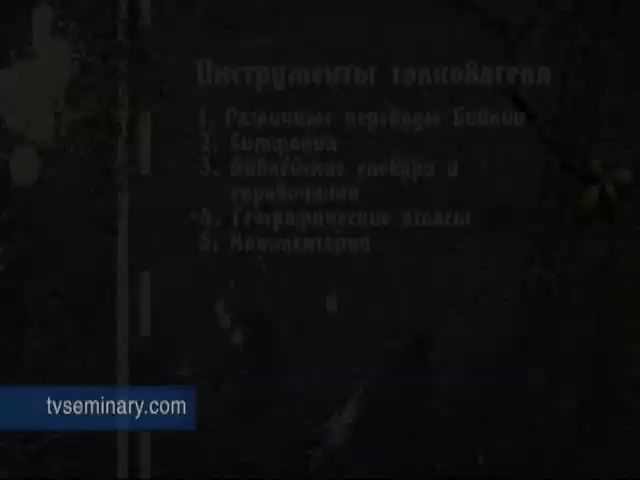 Инструменты толкователя
1. Различные переводы Библии
2. Симфония
3. Библейские словари и
справочники
4. Географические атласы
5. Комментарии
tvseminary.com